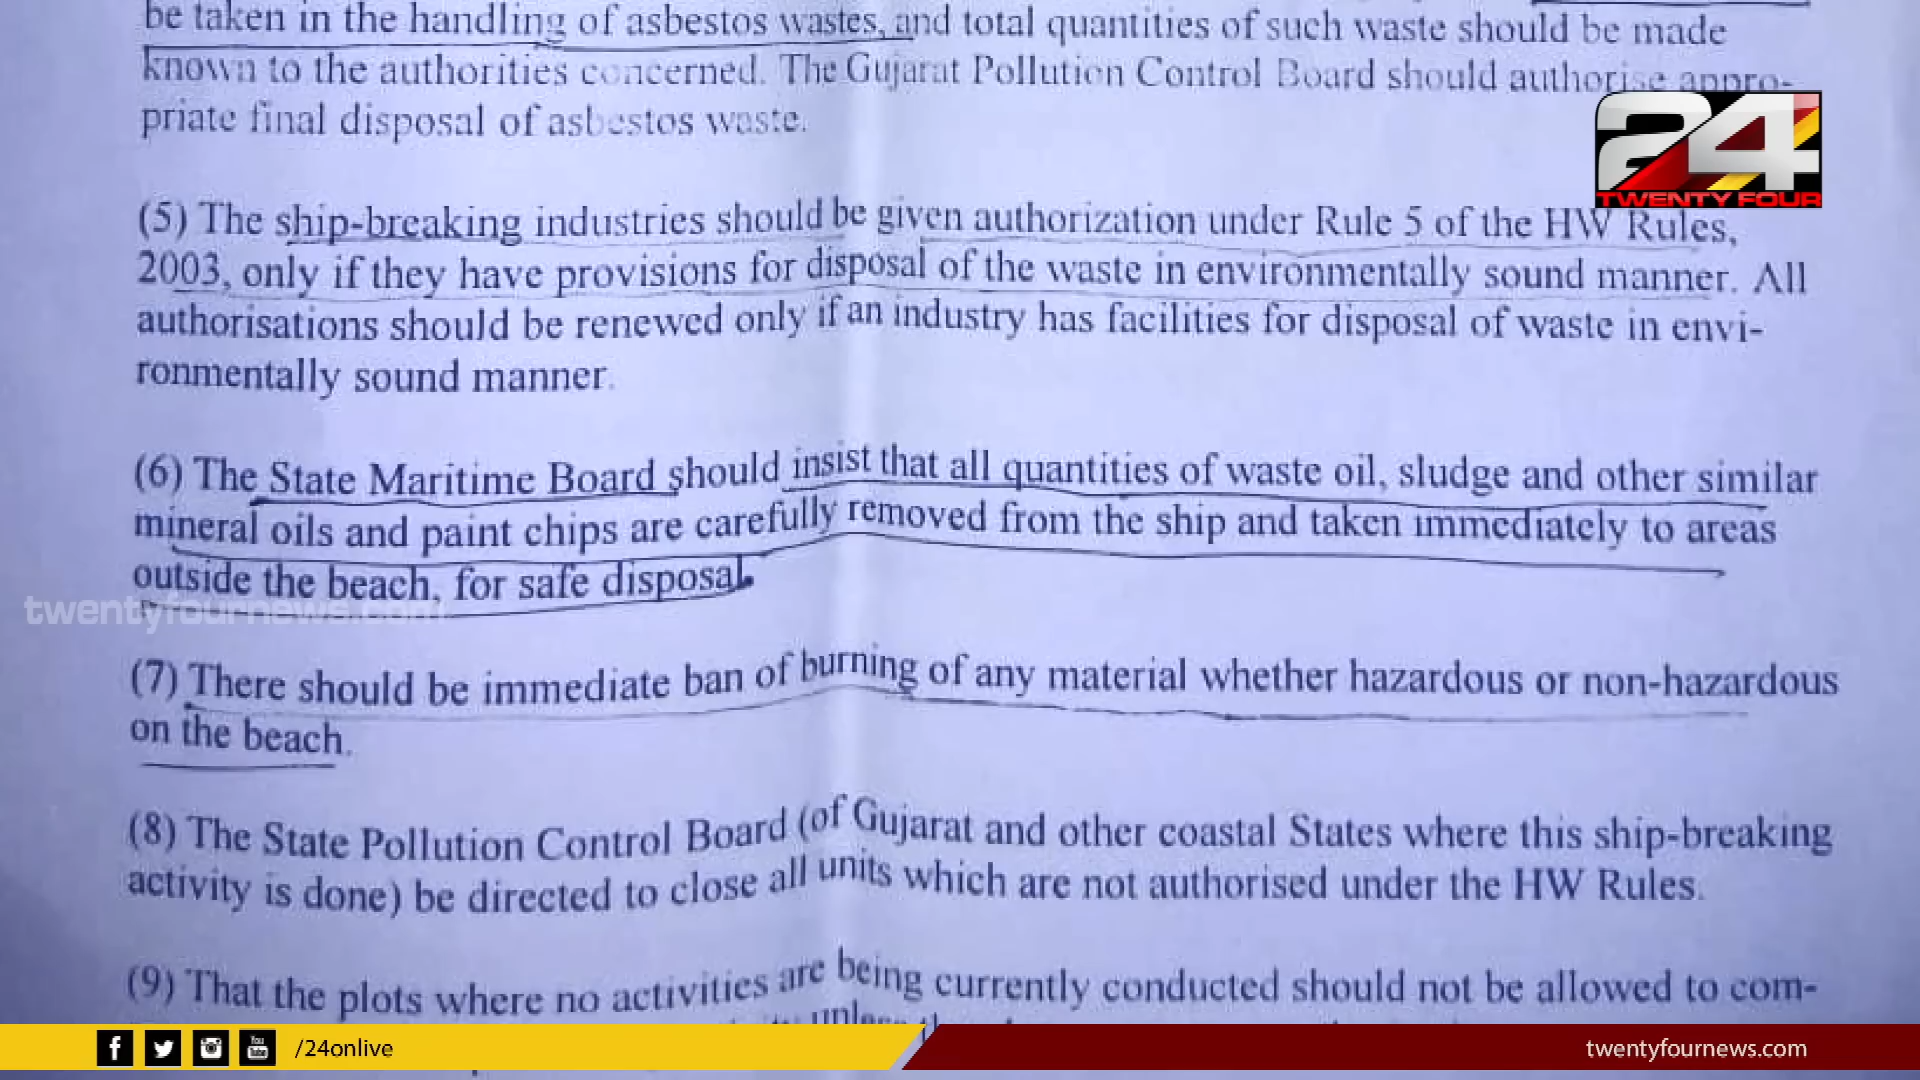 be taken in the handling of asbestos wastes, and total quantities of such waste should be made
known to the authorities concerned. The Gujarat Pollution Control Board should authorise appro-
priate final disposal of asbestos waste.
24
TWENTY FOUR
(5) The ship-breaking industries should be given authorization under Rule 5 of the HW Rules,
2003, only if they have provisions for disposal of the waste in environmentally sound manner. All
authorisations should be renewed only if an industry has facilities for disposal of waste in envi-
ronmentally sound manner.
(6) The State Maritime Board should insist that all quantities of waste oil, sludge and other similar
mineral oils and paint chips are carefully removed from the ship and taken immediately to areas
outside the beach, for safe disposal.
twentyfournews.com/
(7) There should be immediate ban of burning of any material whether hazardous or non-hazardous
on the beach.
(8) The State Pollution Control Board (of Gujarat and other coastal States where this ship-breaking
activity is done) be directed to close all units which are not authorised under the HW Rules.
(9) That the plots where no activities are being currently conducted should not be allowed to com-
unless
/24onlive
twentyfournews.com